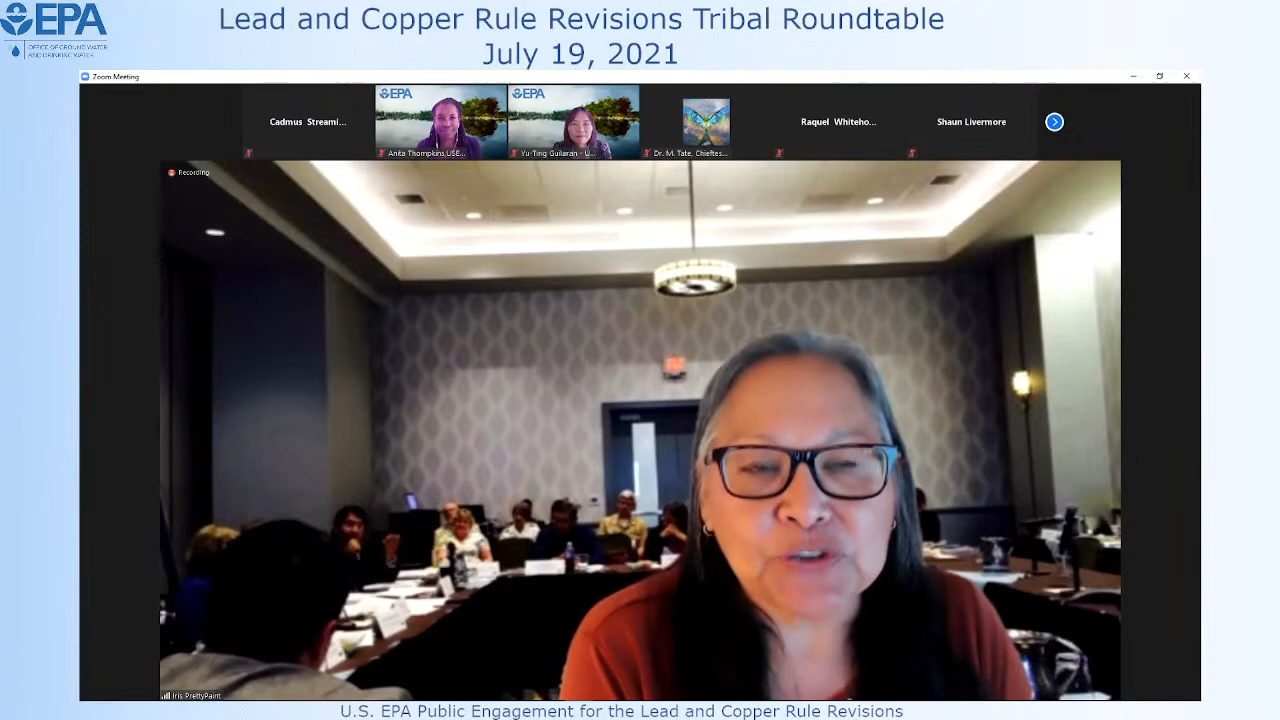 EPA
OFFICE OF GROUND WATER
AND DRINKING WATER
Lead and Copper Rule Revisions Tribal Roundtable
July 19, 2021
Zoom Meeting
Cadmus Streami...
EPA
Anita Thompkins USE...
EPA
Yu-Ting Guilaran - U...
Dr. M. Tate, Chieftes...
Raquel Whiteho...
Shaun Livermore
Recording
Iris PrettyPaint
U.S. EPA Public Engagement for the Lead and Copper Rule Revisions